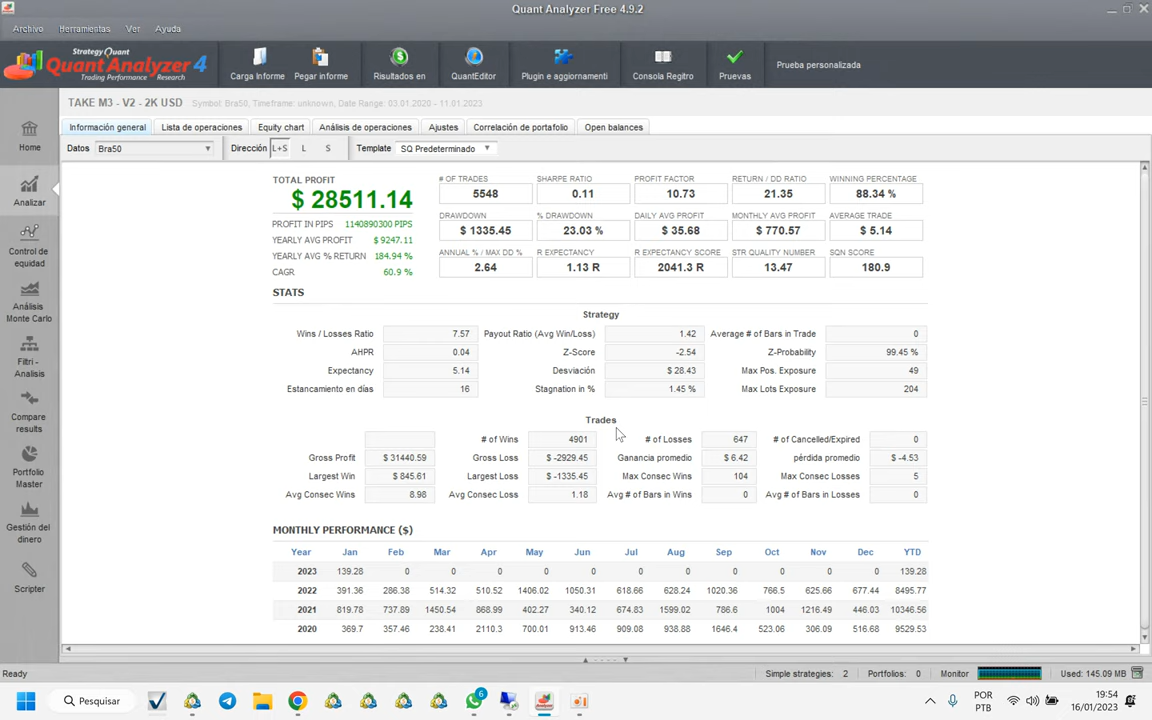 Quant Analyzer Free 4.9.2
Archivo Herramientas Ver Ayuda
StrategyQuant
QuantAnalyzer 4
Trading Performance Research
Carga Informe Pegar informe Risultados en QuantEditor Plugin e aggiornamenti Consola Regitro Pruevas Prueba personalizada
TAKE M3 - V2 - 2K USD Symbol: Bra50, Timeframe: unknown, Date Range: 03.01.2020 - 11.01.2023
Información general Lista de operaciones Equity chart Análisis de operaciones Ajustes Correlación de portafolio Open balances
Datos Bra50 Dirección L+S L S Template SQ Predeterminado
Home
Analizar
Control de equidad
Análisis Monte Carlo
Filtri - Analisis
Compare results
Portfolio Master
Gestión del dinero
Scripter
TOTAL PROFIT
$ 28511.14
PROFIT IN PIPS 1140890300 PIPS
YEARLY AVG PROFIT $ 9247.11
YEARLY AVG % RETURN 184.94 %
CAGR 60.9 %
# OF TRADES SHARPE RATIO PROFIT FACTOR RETURN / DD RATIO WINNING PERCENTAGE
5548 0.11 10.73 21.35 88.34 %
DRAWDOWN % DRAWDOWN DAILY AVG PROFIT MONTHLY AVG PROFIT AVERAGE TRADE
$ 1335.45 23.03 % $ 35.68 $ 770.57 $ 5.14
ANNUAL % / MAX DD % R EXPECTANCY R EXPECTANCY SCORE STR QUALITY NUMBER SQN SCORE
2.64 1.13 R 2041.3 R 13.47 180.9
STATS
Strategy
Wins / Losses Ratio 7.57 Payout Ratio (Avg Win/Loss) 1.42 Average # of Bars in Trade 0
AHPR 0.04 Z-Score -2.54 Z-Probability 99.45 %
Expectancy 5.14 Desviación $ 28.43 Max Pos. Exposure 49
Estancamiento en días 16 Stagnation in % 1.45 % Max Lots Exposure 204
Trades
# of Wins 4901 # of Losses 647 # of Cancelled/Expired 0
Gross Profit $ 31440.59 Gross Loss $ -2929.45 Ganancia promedio $ 6.42 pérdida promedio $ -4.53
Largest Win $ 845.61 Largest Loss $ -1335.45 Max Consec Wins 104 Max Consec Losses 5
Avg Consec Wins 8.98 Avg Consec Loss 1.18 Avg # of Bars in Wins 0 Avg # of Bars in Losses 0
MONTHLY PERFORMANCE ($)
Year Jan Feb Mar Apr May Jun Jul Aug Sep Oct Nov Dec YTD
2023 139.28 0 0 0 0 0 0 0 0 0 0 0 139.28
2022 391.36 286.38 514.32 510.52 1406.02 1050.31 618.66 628.24 1020.36 766.5 625.66 677.44 8495.77
2021 819.78 737.89 1450.54 868.99 402.27 340.12 674.83 1599.02 786.6 1004 1216.49 446.03 10346.56
2020 369.7 357.46 238.41 2110.3 700.01 913.46 909.08 938.88 1646.4 523.06 306.09 516.68 9529.53
Ready Simple strategies: 2 Portfolios: 0 Monitor Used: 145.09 MB
Pesquisar 6 POR PTB 19:54 16/01/2023